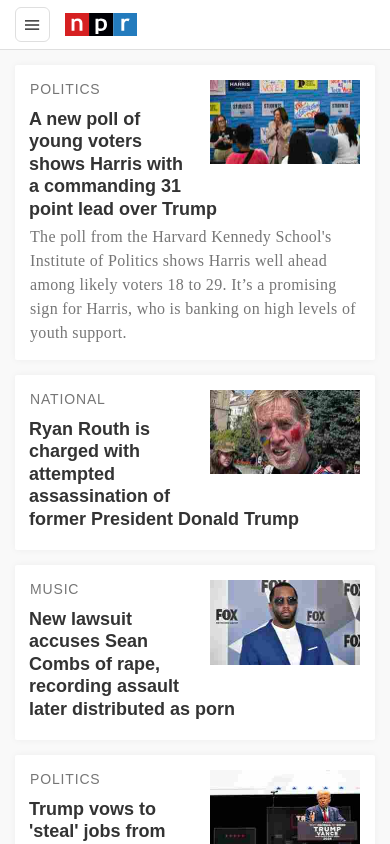 npr
POLITICS
HARRIS
VOTE!
A new poll of
young voters
shows Harris with
a commanding 31
point lead over Trump
The poll from the Harvard Kennedy School's
Institute of Politics shows Harris well ahead
among likely voters 18 to 29. It’s a promising
sign for Harris, who is banking on high levels of
youth support.
NATIONAL
Ryan Routh is
charged with
attempted
assassination of
former President Donald Trump
MUSIC
FOX
FOX
FOX
New lawsuit
accuses Sean
Combs of rape,
recording assault
later distributed as porn
POLITICS
Trump vows to
'steal' jobs from
TRUMP
VANCE